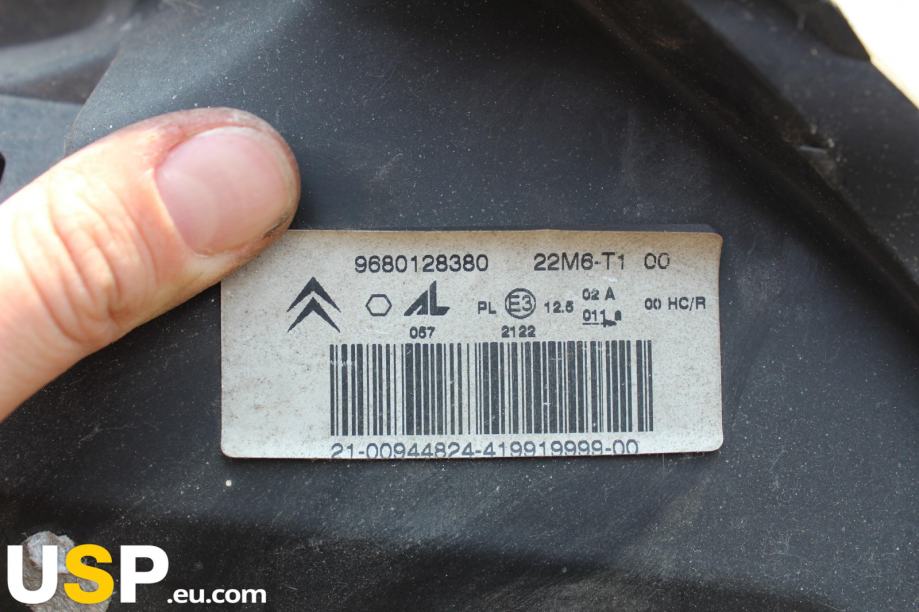 9680128380 22M6-T1 00
AL PL E3 12.5 02 A 00 HC/R
011
057 2122
21-00944824-419919999-00
USP.eu.com